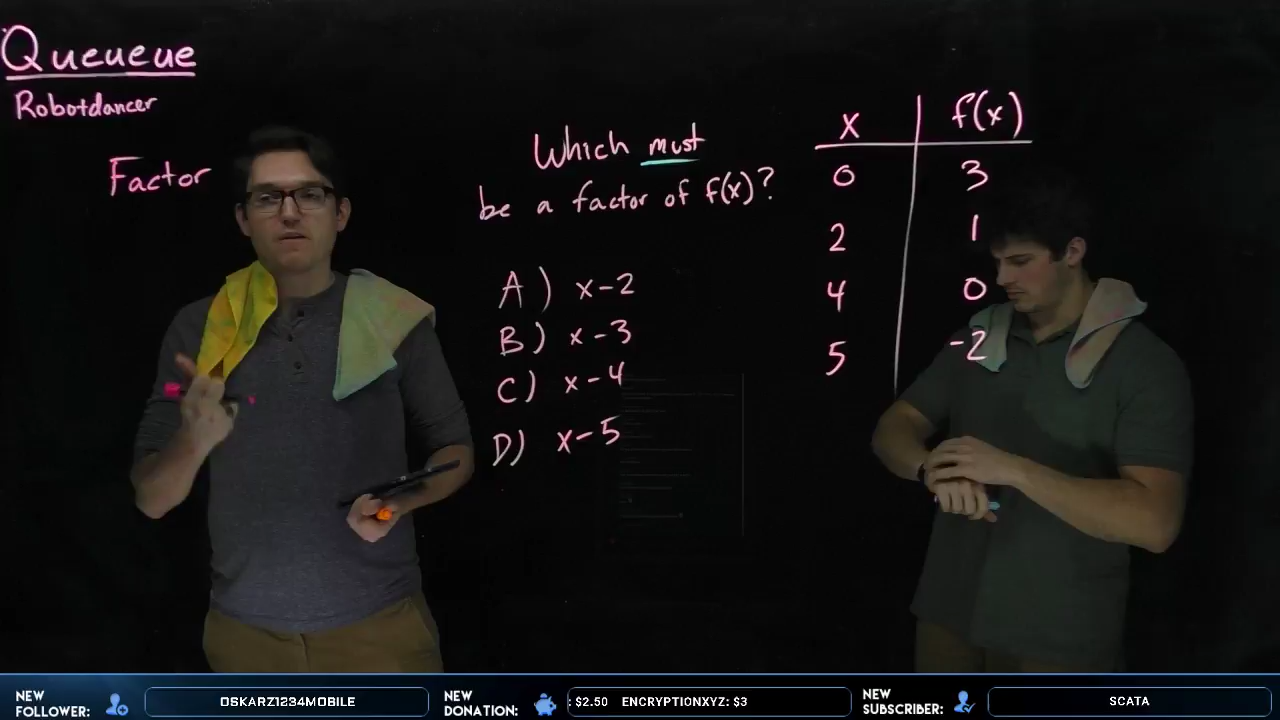 Queueue
Robotdancer
Factor
Which must
be a factor of f(x)?
A) x-2
B) x-3
C) x-4
D) x-5
x f(x)
0 3
2 1
4 0
5 -2
NEW FOLLOWER: OSKARZ1234MOBILE
NEW DONATION: : $2.50 ENCRYPTIONXYZ: $3
NEW SUBSCRIBER: SCATA